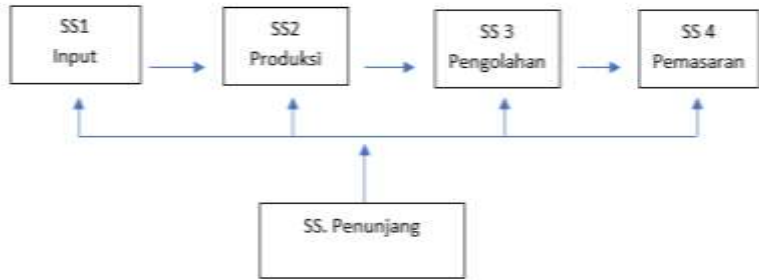 SS1
Input
SS2
Produksi
SS 3
Pengolahan
SS 4
Pemasaran
SS. Penunjang